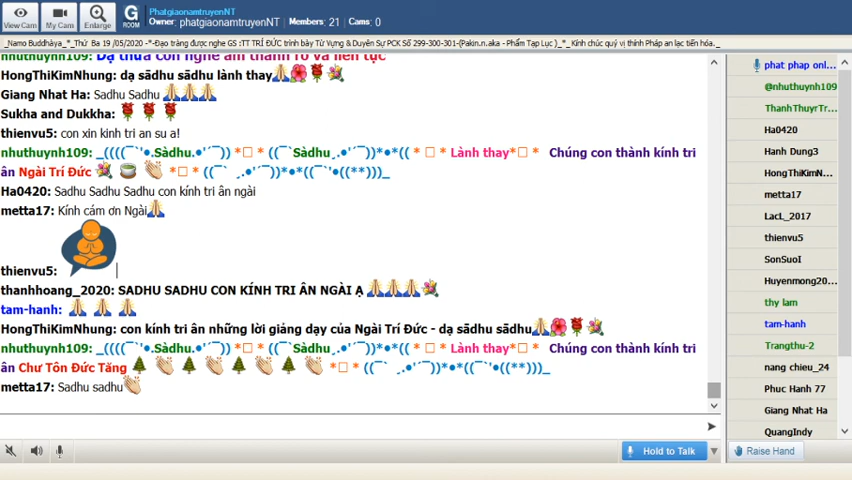 View Cam
My Cam
Enlarge
G
ROOM
Room: PhatgiaonamtruyenNT
Owner: phatgiaonamtruyenNT | Members: 21 | Cams: 0
_Namo Buddhàya_*_Thứ Ba 19 /05/2020 -*-Đạo tràng được nghe GS :TT TRÍ ĐỨC trình bày Từ Vựng & Duyên Sự PCK Số 299-300-301-(Pakin.n.aka - Phẩm Tạp Lục )_*_ Kính chúc quý vị thính Pháp an lạc tiến hóa._
nhuthuynh109: Dạ thưa con nghe âm thanh rõ và liên tục
HongThiKimNhung: dạ sādhu sādhu lành thay
Giang Nhat Ha: Sadhu Sadhu
Sukha and Dukkha:
thienvu5: con xin kinh tri an su a!
nhuthuynh109: _((((¯`•.Sàdhu.•'´¯)) *□ * ((¯`Sàdhu¸.•'´¯))*•*(( * □ * Lành thay*□ * Chúng con thành kính tri
ân Ngài Trí Đức *□ * ((¯` ¸.•'´¯))*•*((¯`•((**)))_
Ha0420: Sadhu Sadhu Sadhu con kính tri ân ngài
metta17: Kính cám ơn Ngài
thienvu5:
thanhhoang_2020: SADHU SADHU CON KÍNH TRI ÂN NGÀI Ạ
tam-hanh:
HongThiKimNhung: con kính tri ân những lời giảng dạy của Ngài Trí Đức - dạ sādhu sādhu
nhuthuynh109: _((((¯`•.Sàdhu.•'´¯)) *□ * ((¯`Sàdhu¸.•'´¯))*•*(( * □ * Lành thay*□ * Chúng con thành kính tri
ân Chư Tôn Đức Tăng *□ * ((¯` ¸.•'´¯))*•*((¯`•((**)))_
metta17: Sadhu sadhu
Hold to Talk
phat phap onl...
@nhuthuynh109
ThanhThuyrTr...
Ha0420
Hanh Dung3
HongThiKimN...
metta17
LacL_2017
thienvu5
SonSuoI
Huyenmong20...
thy lam
tam-hanh
Trangthu-2
nang chieu_24
Phuc Hanh 77
Giang Nhat Ha
QuangIndy
Raise Hand